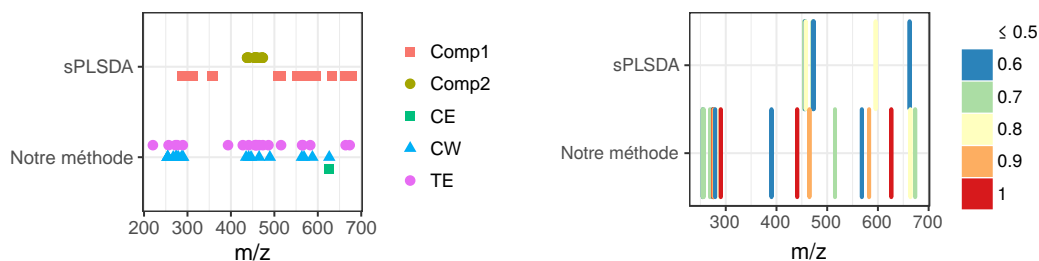 sPLSDA
Notre méthode
200 300 400 500 600 700
m/z
Comp1
Comp2
CE
CW
TE
sPLSDA
Notre méthode
300 400 500 600 700
m/z
≤ 0.5
0.6
0.7
0.8
0.9
1